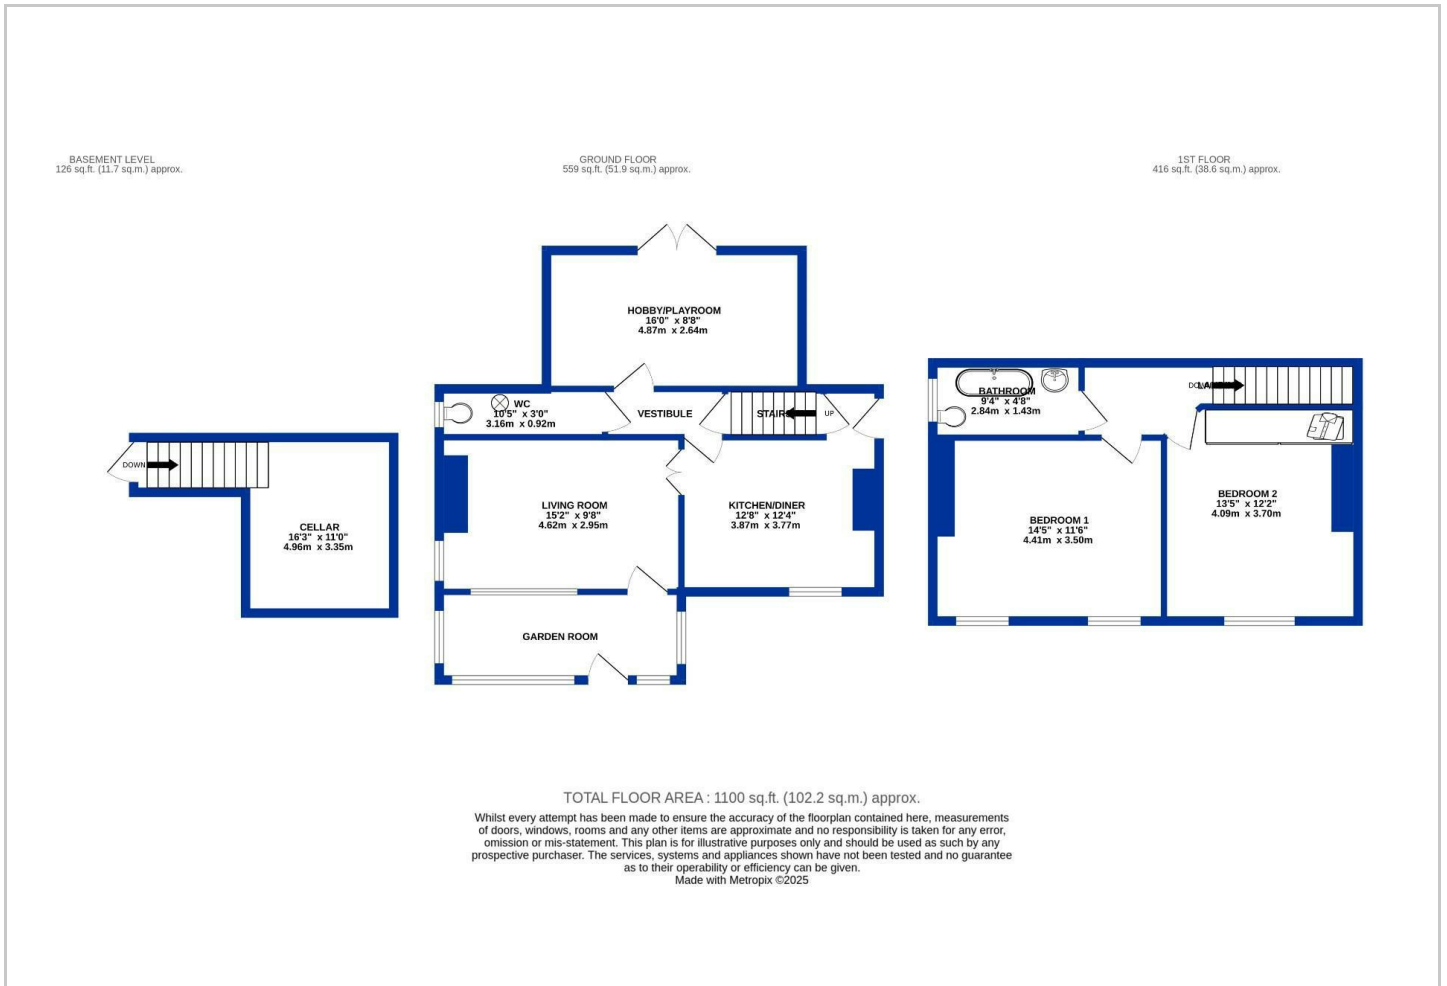 BASEMENT LEVEL
126 sq.ft. (11.7 sq.m.) approx.
GROUND FLOOR
559 sq.ft. (51.9 sq.m.) approx.
1ST FLOOR
416 sq.ft. (38.6 sq.m.) approx.
DOWN
CELLAR
16'3" x 11'0"
4.96m x 3.35m
HOBBY/PLAYROOM
16'0" x 8'8"
4.87m x 2.64m
WC
10'5" x 3'0"
3.16m x 0.92m
VESTIBULE
STAIRS
UP
LIVING ROOM
15'2" x 9'8"
4.62m x 2.95m
KITCHEN/DINER
12'8" x 12'4"
3.87m x 3.77m
GARDEN ROOM
BATHROOM
9'4" x 4'8"
2.84m x 1.43m
BEDROOM 1
14'5" x 11'6"
4.41m x 3.50m
BEDROOM 2
13'5" x 12'2"
4.09m x 3.70m
TOTAL FLOOR AREA : 1100 sq.ft. (102.2 sq.m.) approx.
Whilst every attempt has been made to ensure the accuracy of the floorplan contained here, measurements
of doors, windows, rooms and any other items are approximate and no responsibility is taken for any error,
omission or mis-statement. This plan is for illustrative purposes only and should be used as such by any
prospective purchaser. The services, systems and appliances shown have not been tested and no guarantee
as to their operability or efficiency can be given.
Made with Metropix ©2025